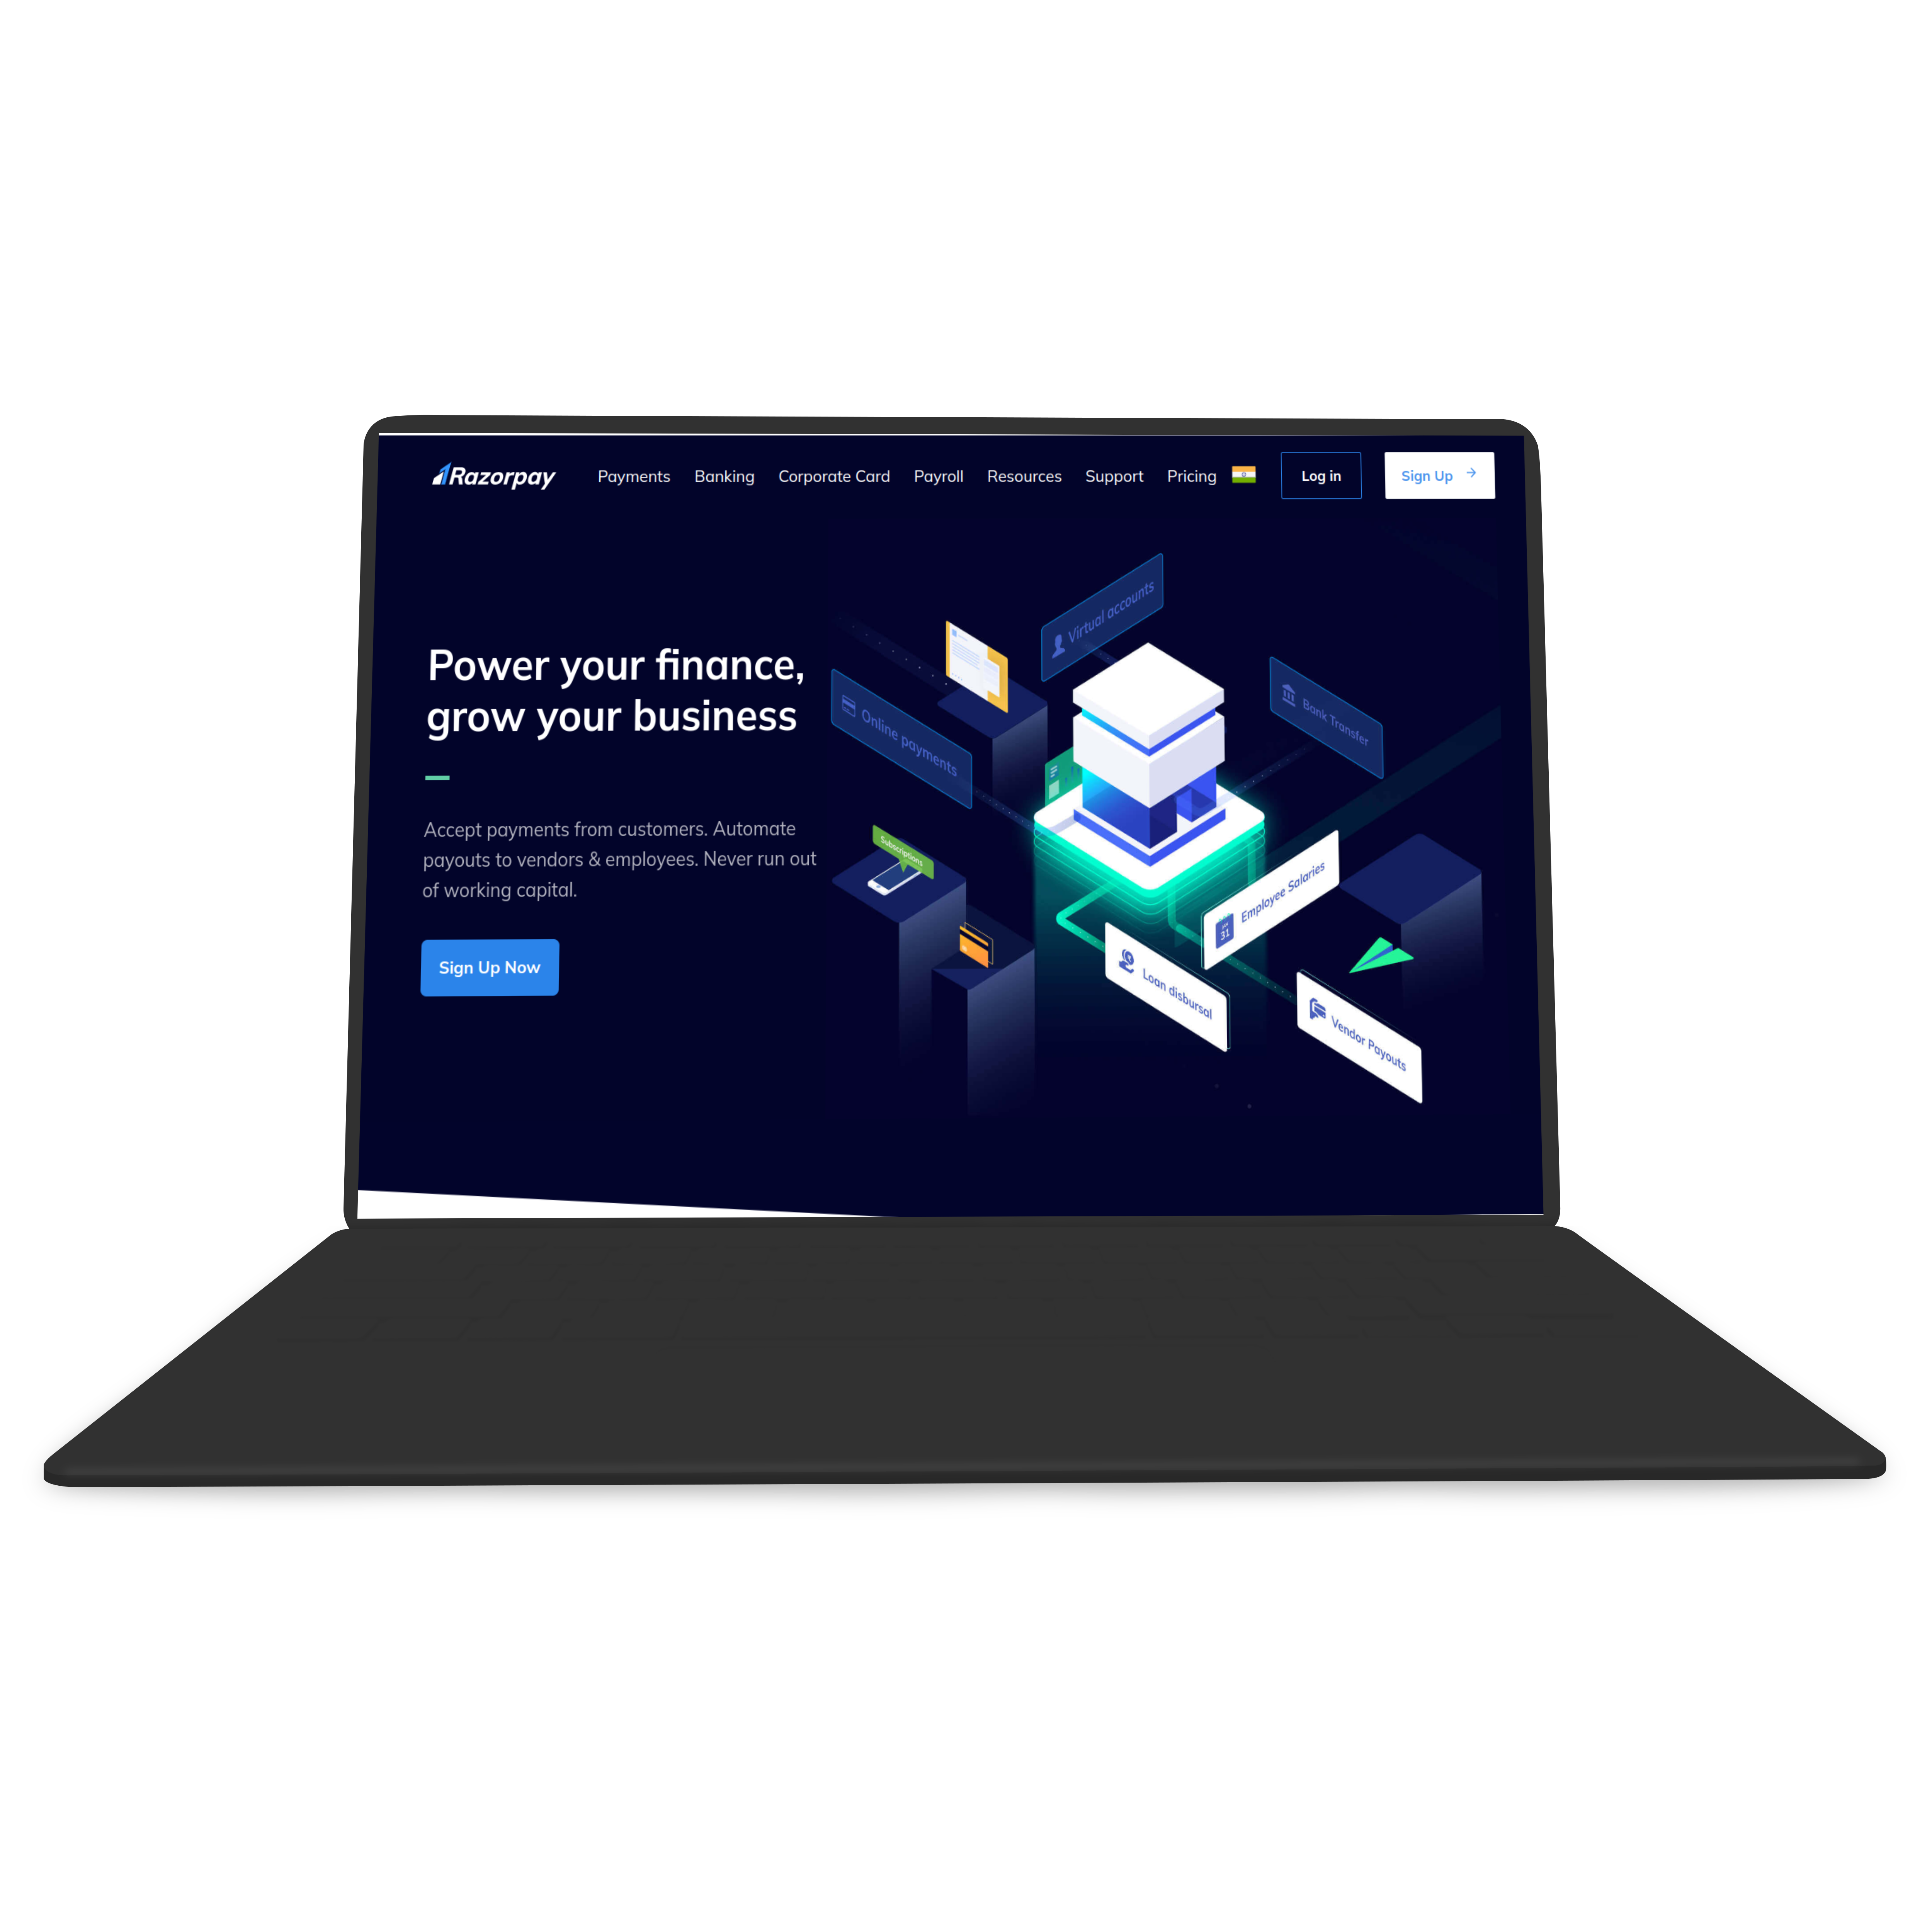 Razorpay
Payments
Banking
Corporate Card
Payroll
Resources
Support
Pricing
Log in
Sign Up
Power your finance,
grow your business
Accept payments from customers. Automate
payouts to vendors & employees. Never run out
of working capital.
Sign Up Now
Virtual accounts
Online payments
Bank Transfer
Subscriptions
Employee Salaries
31
Loan disbursal
Vendor Payouts